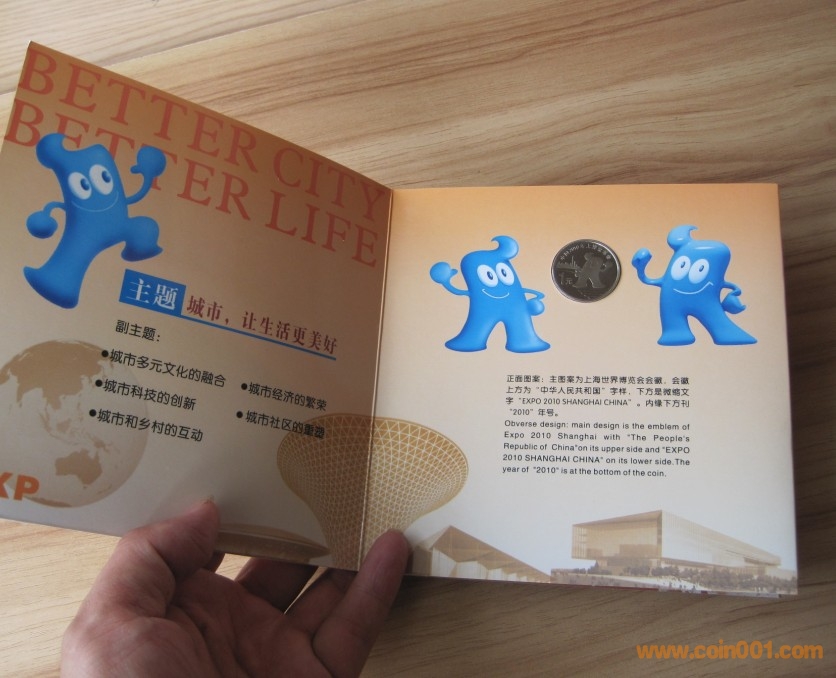 BETTER CITY
BETTER LIFE
主题 城市，让生活更美好
副主题：
●城市多元文化的融合
●城市经济的繁荣
●城市科技的创新
●城市社区的重塑
●城市和乡村的互动
XP
1元
正面图案：主图案为上海世界博览会会徽，会徽
上方为“中华人民共和国”字样，下方是微缩文
字“EXPO 2010 SHANGHAI CHINA”。内缘下方刊
“2010”年号。
Obverse design: main design is the emblem of
Expo 2010 Shanghai with "The People's
Republic of China"on its upper side and "EXPO
2010 SHANGHAI CHINA" on its lower side.The
year of "2010" is at the bottom of the coin.
www.coin001.com